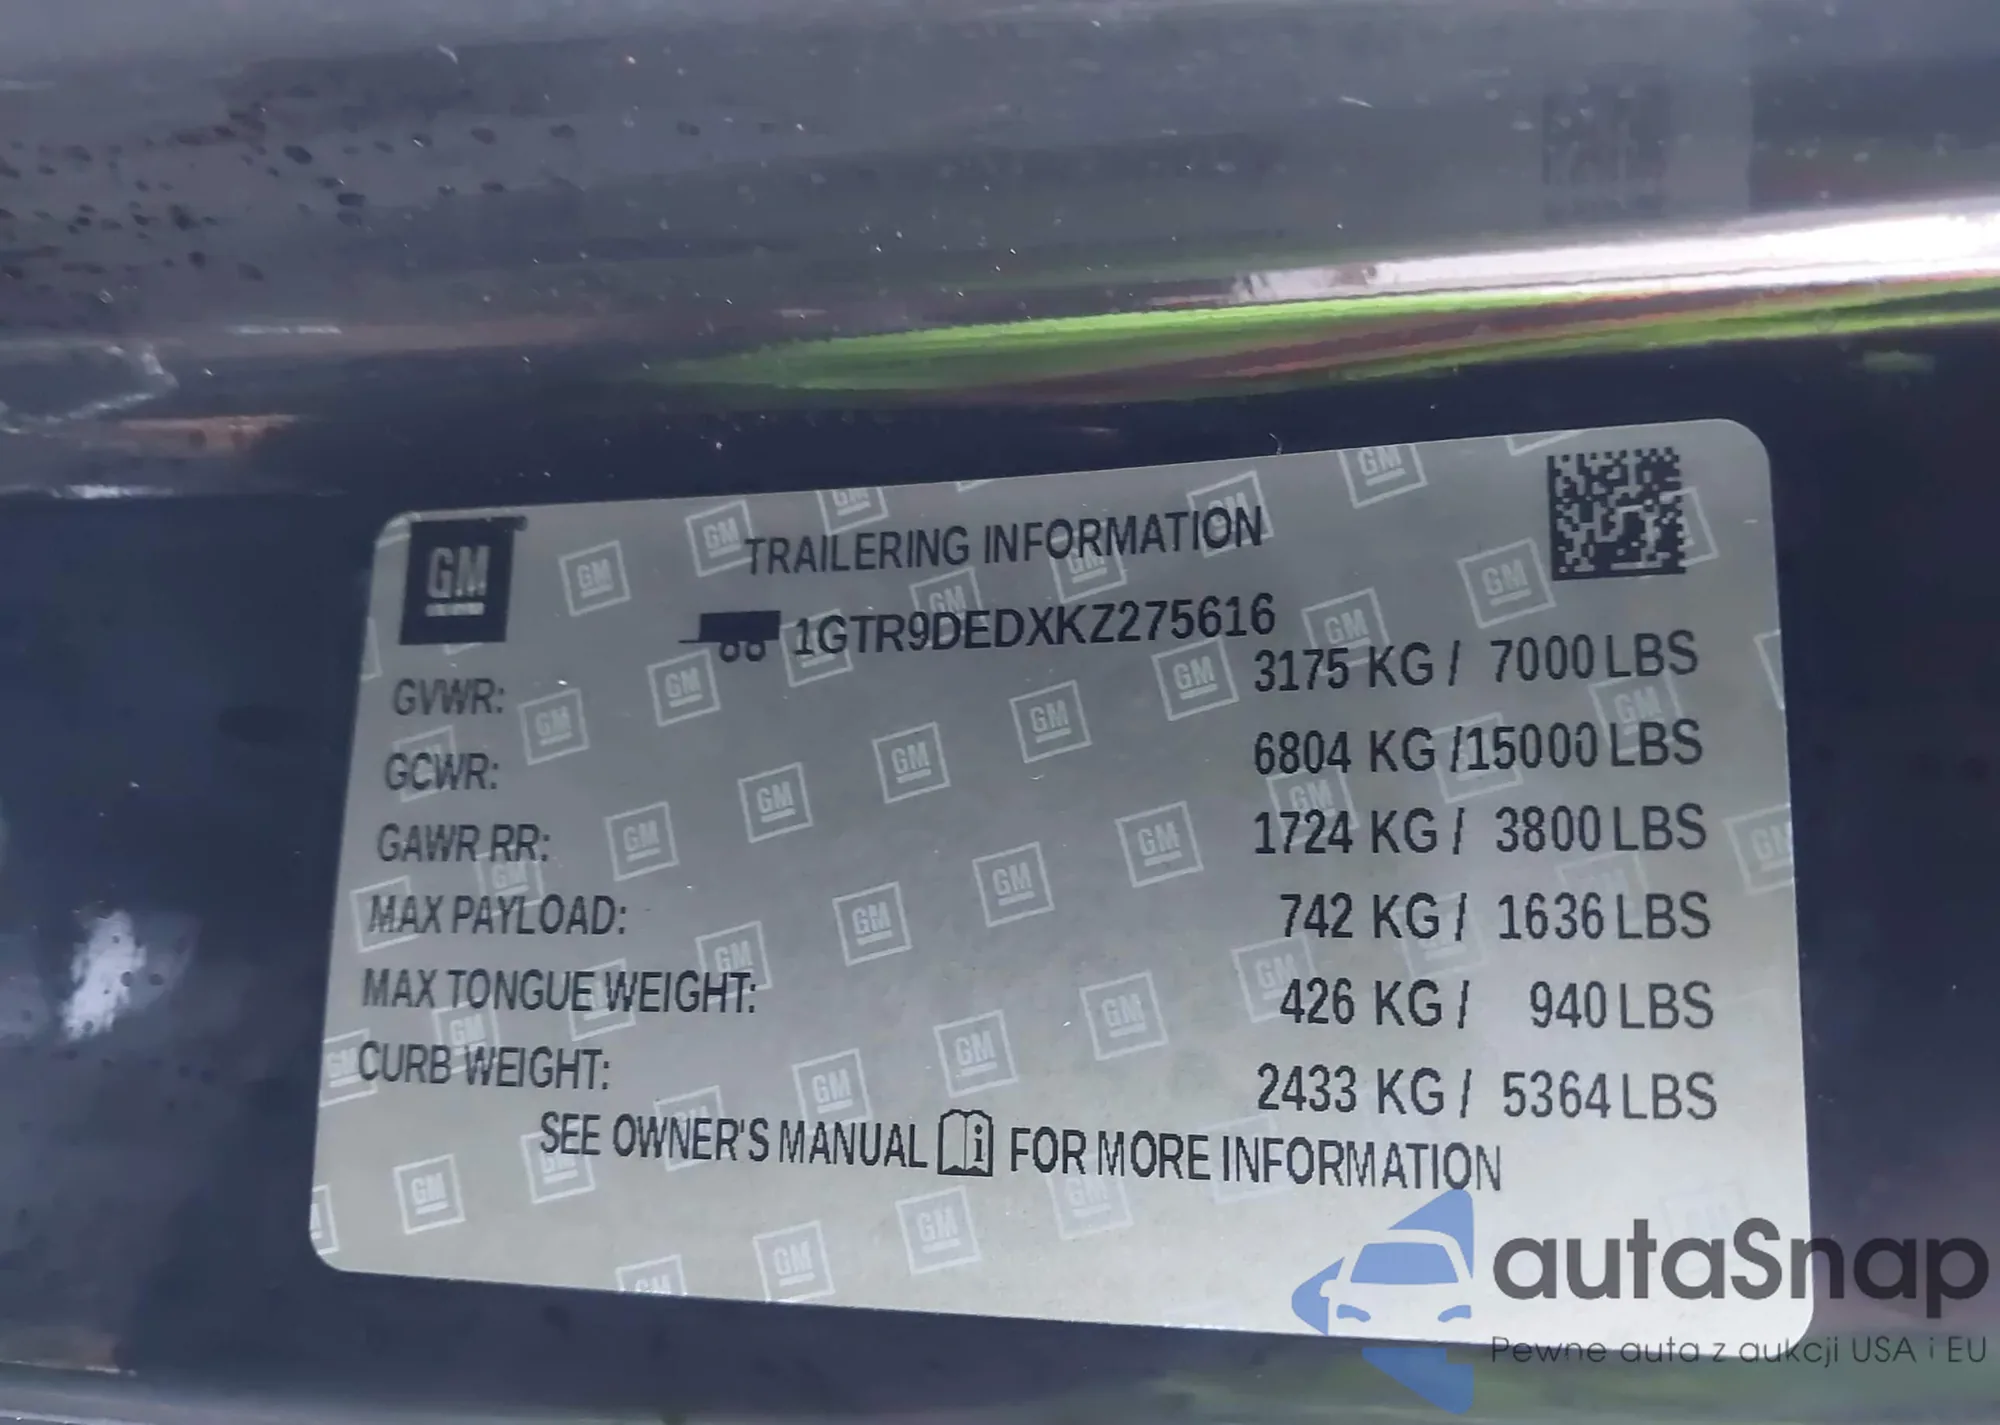 GM
TRAILERING INFORMATION
1GTR9DEDXKZ275616
GVWR: 3175 KG / 7000 LBS
GCWR: 6804 KG /15000 LBS
GAWR RR: 1724 KG / 3800 LBS
MAX PAYLOAD: 742 KG / 1636 LBS
MAX TONGUE WEIGHT: 426 KG / 940 LBS
CURB WEIGHT: 2433 KG / 5364 LBS
SEE OWNER'S MANUAL i FOR MORE INFORMATION
autaSnap
Pewne auta z aukcji USA i EU